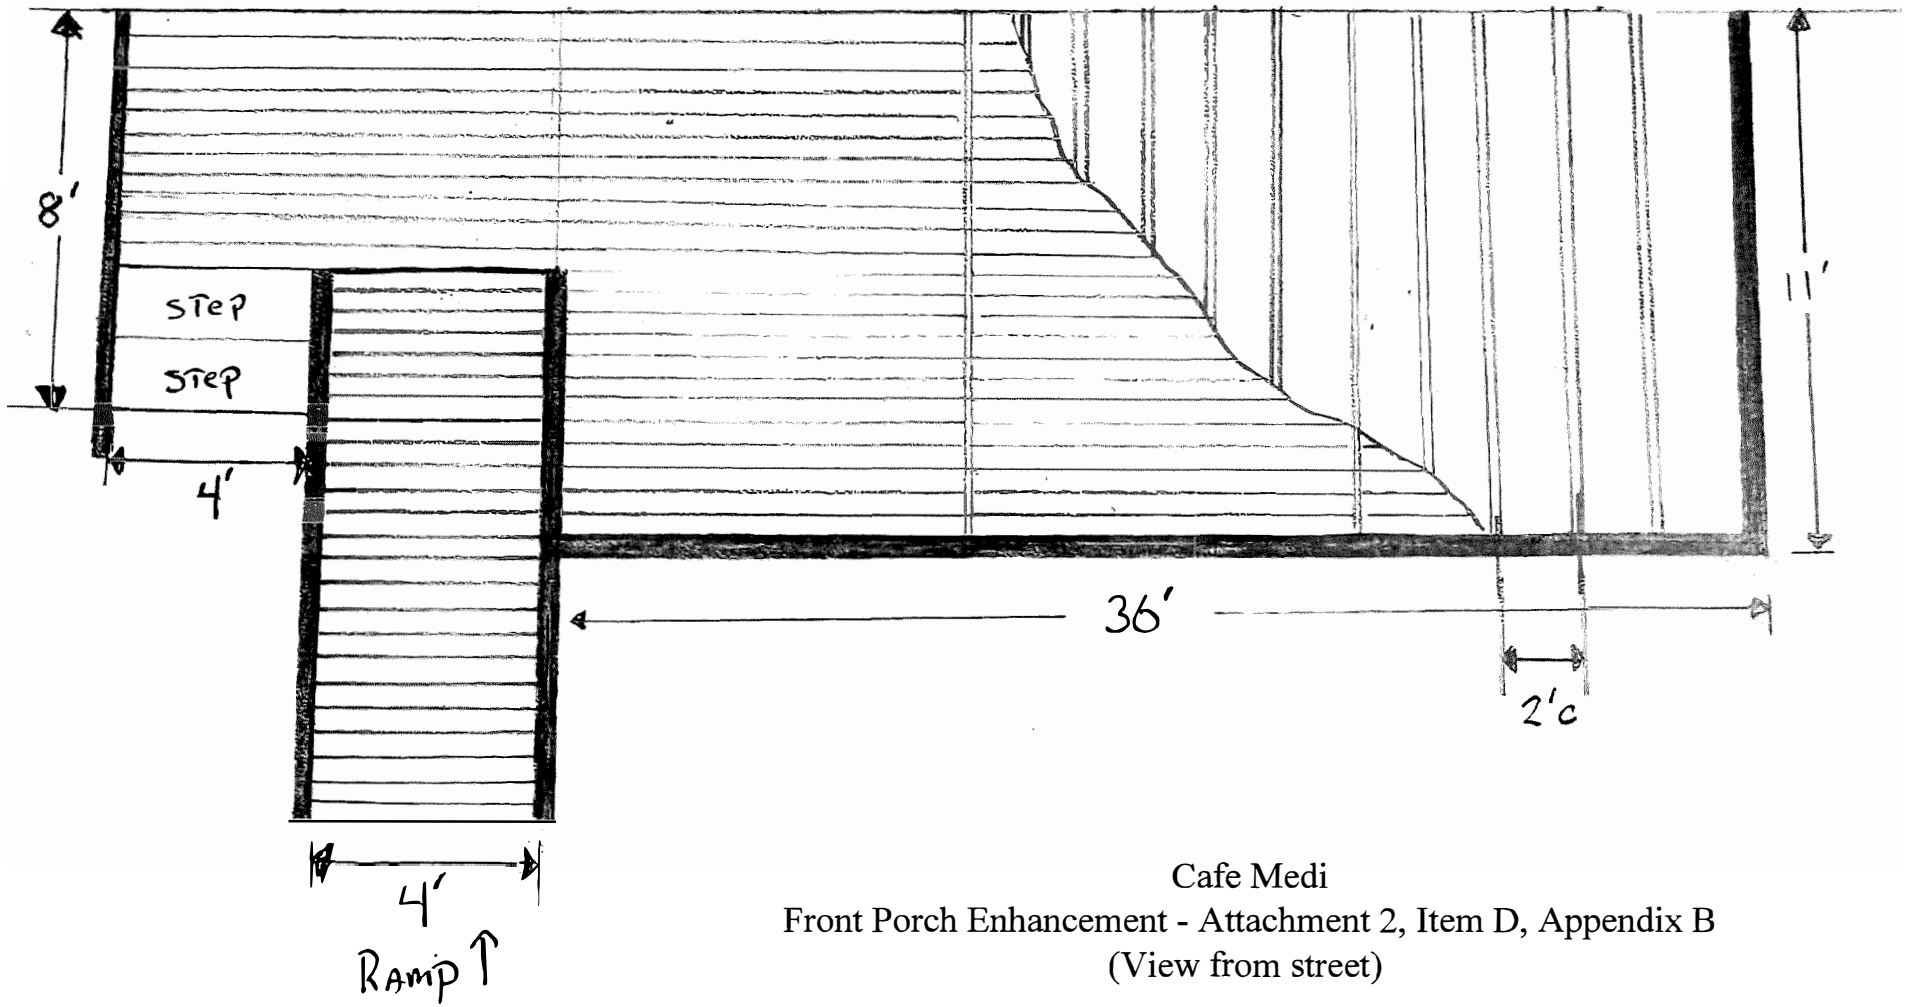 8'
11'
STeP
STeP
4'
36'
2'c
4'
RAMP ↑
Cafe Medi
Front Porch Enhancement - Attachment 2, Item D, Appendix B
(View from street)